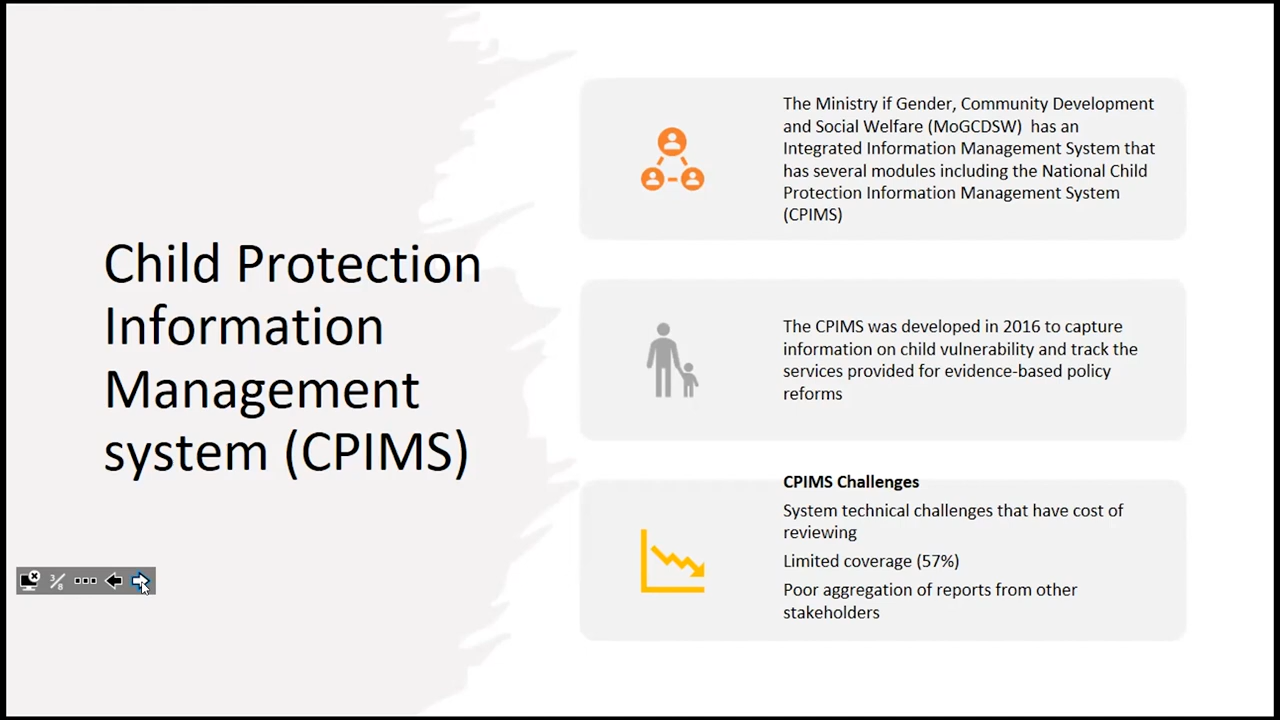 Child Protection
Information
Management
system (CPIMS)
The Ministry if Gender, Community Development
and Social Welfare (MoGCDSW)  has an
Integrated Information Management System that
has several modules including the National Child
Protection Information Management System
(CPIMS)
The CPIMS was developed in 2016 to capture
information on child vulnerability and track the
services provided for evidence-based policy
reforms
CPIMS Challenges
System technical challenges that have cost of
reviewing
Limited coverage (57%)
Poor aggregation of reports from other
stakeholders
3/8